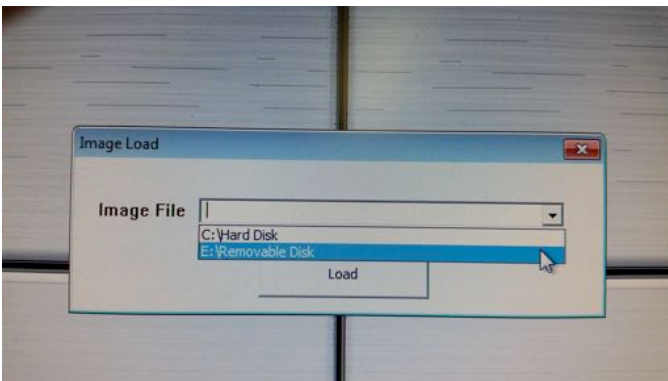 Image Load
Image File
C:\Hard Disk
E:\Removable Disk
Load